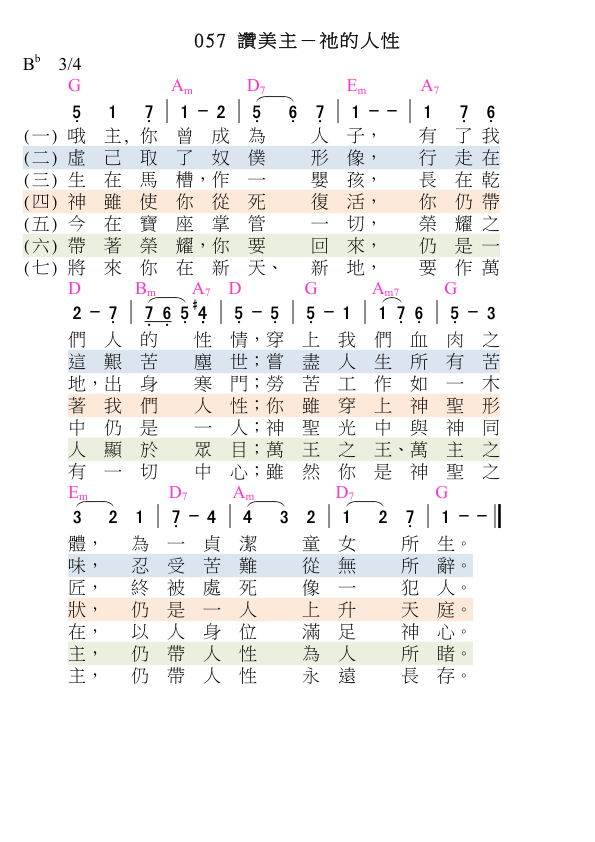 057 讚美主－祂的人性
Bb 3/4
G Am D7 Em A7
5 1 7 | 1 - 2 | 5 6 7 | 1 - - | 1 7 6
(一) 哦主, 你曾成為人子， 有了我
(二) 虛己取了奴僕形像， 行走在
(三) 生在馬槽，作一嬰孩， 長在乾
(四) 神雖使你從死復活， 你仍帶
(五) 今在寶座掌管一切， 榮耀之
(六) 帶著榮耀，你要回來， 仍是一
(七) 將來你在新天、新地， 要作萬
D Bm A7 D G Am7 G
2 - 7 | 7 6 5 #4 | 5 - 5 | 5 - 1 | 1 7 6 | 5 - 3
們人的性情，穿上我們血肉之
這艱苦塵世；嘗盡人生所有苦
地，出身寒門；勞苦工作如一木
著我們人性；你雖穿上神聖形
中仍是一人；神聖光中與神同
人顯於眾目；萬王之王、萬主之
有一切中心；雖然你是神聖之
Em D7 Am D7 G
3 2 1 | 7 - 4 | 4 3 2 | 1 2 7 | 1 - -
體， 為一貞潔童女所生。
味， 忍受苦難從無所辭。
匠， 終被處死像一犯人。
狀， 仍是一人上升天庭。
在， 以人身位滿足神心。
主， 仍帶人性為人所睹。
主， 仍帶人性永遠長存。